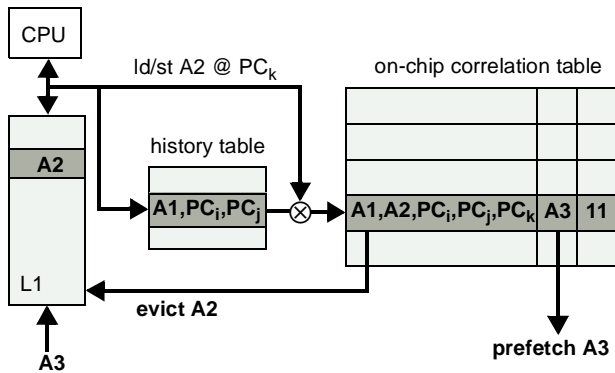 CPU
ld/st A2 @ PCk
on-chip correlation table
history table
A2
A1,PCi,PCj
A1,A2,PCi,PCj,PCk A3 11
L1
evict A2
A3
prefetch A3